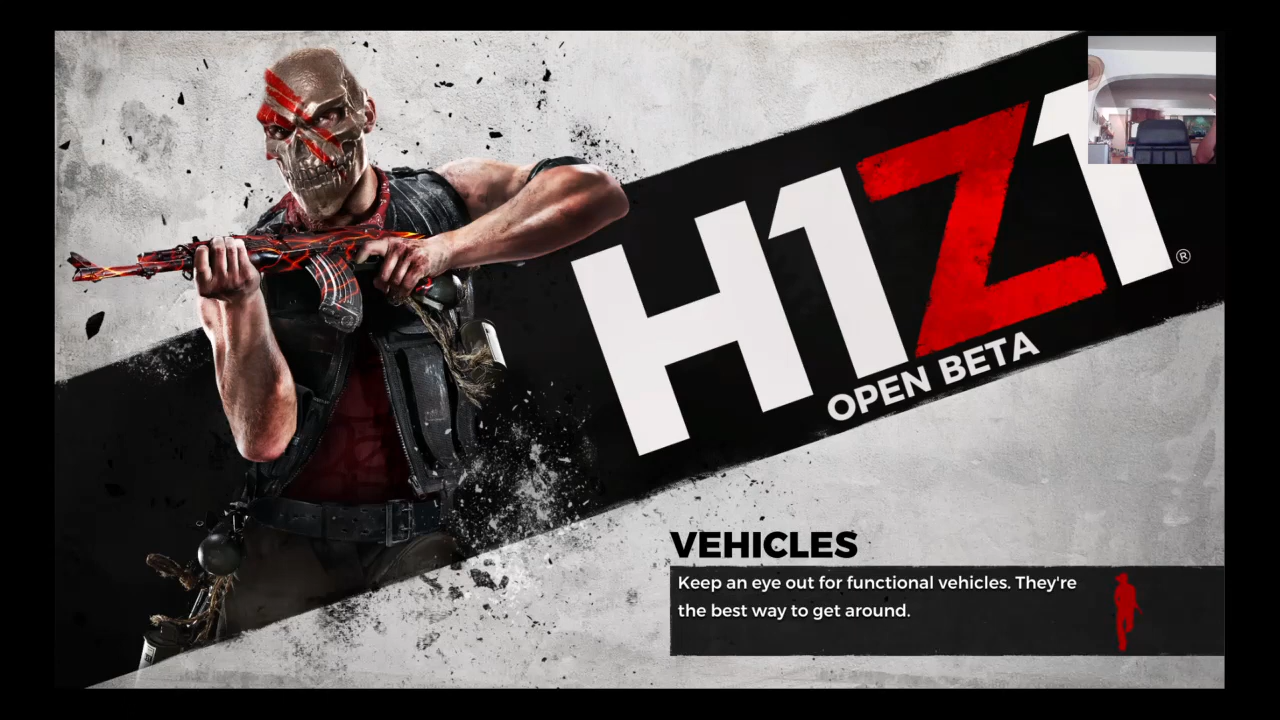 H1Z1®
OPEN BETA
VEHICLES
Keep an eye out for functional vehicles. They're
the best way to get around.